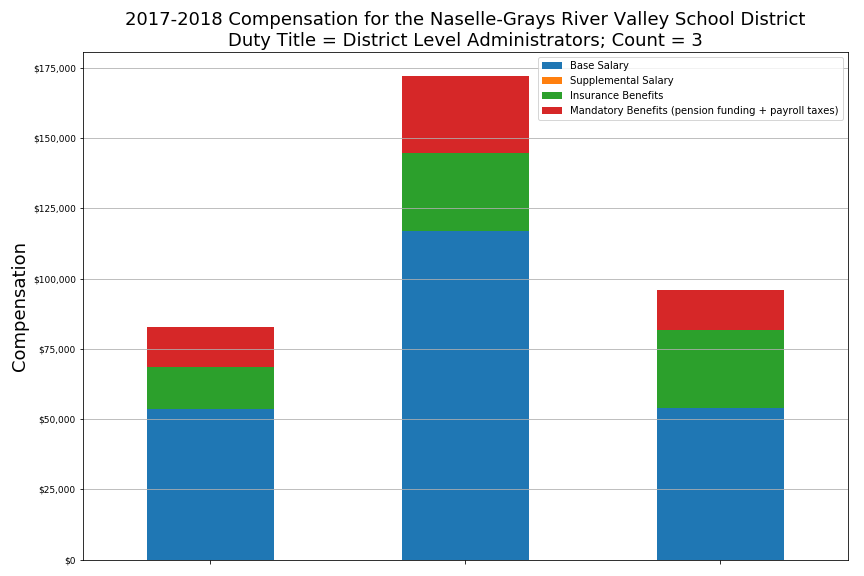 2017-2018 Compensation for the Naselle-Grays River Valley School District
Duty Title = District Level Administrators; Count = 3
Base Salary
Supplemental Salary
Insurance Benefits
Mandatory Benefits (pension funding + payroll taxes)
Compensation
$175,000
$150,000
$125,000
$100,000
$75,000
$50,000
$25,000
$0